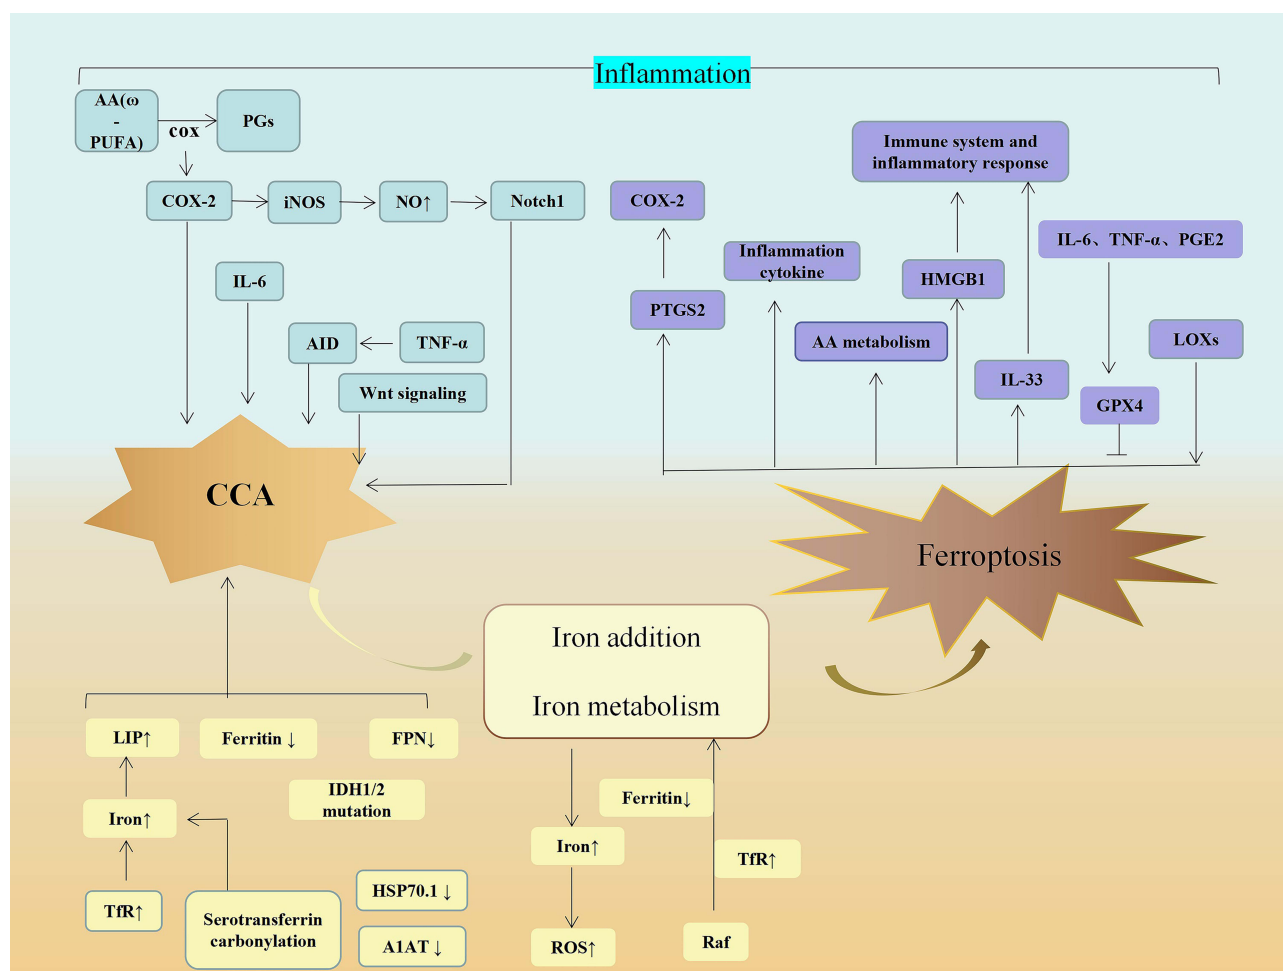 Inflammation
AA(ω
-
PUFA)
cox
PGs
COX-2
iNOS
NO↑
Notch1
IL-6
AID
TNF-α
Wnt signaling
CCA
Immune system and
inflammatory response
COX-2
Inflammation
cytokine
HMGB1
IL-6、TNF-α、PGE2
PTGS2
AA metabolism
IL-33
LOXs
GPX4
Ferroptosis
Iron addition
Iron metabolism
LIP↑
Ferritin ↓
FPN↓
IDH1/2
mutation
Iron↑
TfR↑
Serotransferrin
carbonylation
HSP70.1 ↓
A1AT ↓
Ferritin↓
Iron↑
TfR↑
ROS↑
Raf